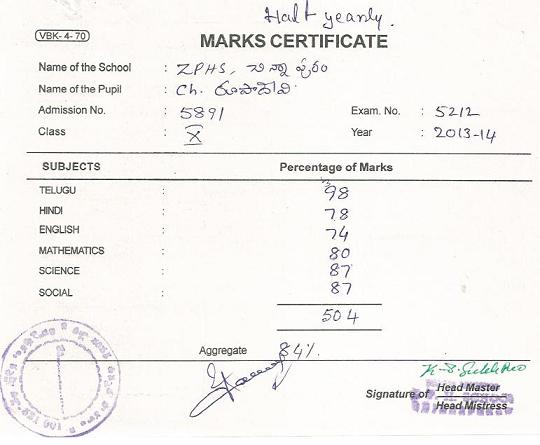 Half yearly.
VBK- 4- 70
MARKS CERTIFICATE
Name of the School : ZPHS, చిన్నాపురం
Name of the Pupil : Ch. రూపాదేవి
Admission No. : 5891 Exam. No. : 5212
Class : X Year : 2013-14
SUBJECTS Percentage of Marks
TELUGU : 98
HINDI : 78
ENGLISH : 74
MATHEMATICS : 80
SCIENCE : 87
SOCIAL : 87
504
Aggregate 84%
Signature of Head Master
Head Mistress